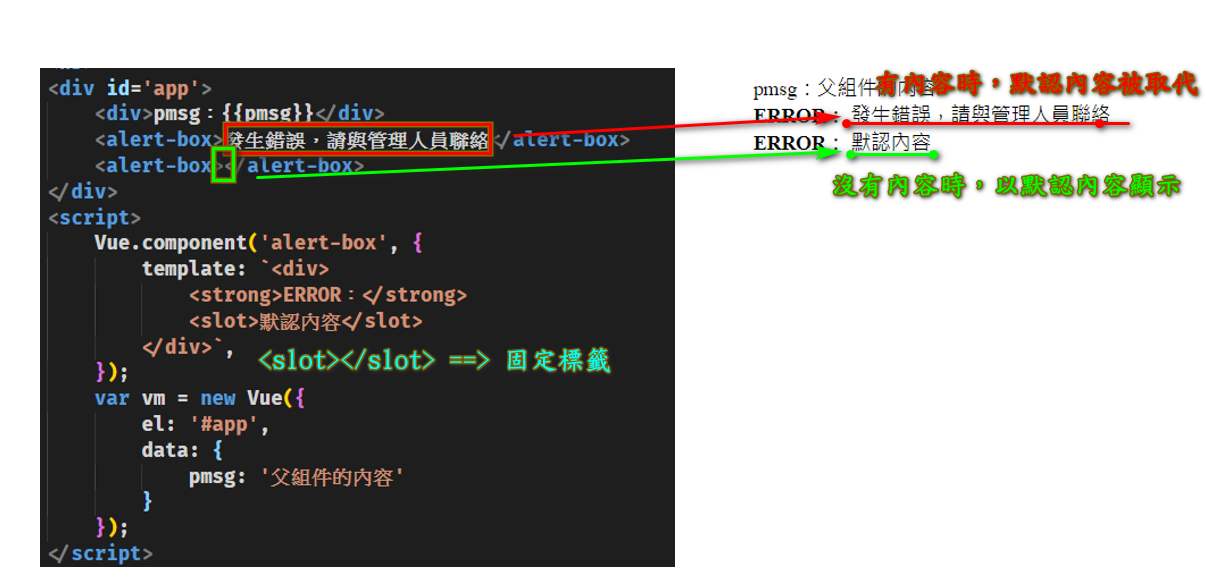 <div id='app'>
    <div>pmsg：{{pmsg}}</div>
    <alert-box>發生錯誤，請與管理人員聯絡</alert-box>
    <alert-box></alert-box>
</div>
<script>
    Vue.component('alert-box', {
        template: `<div>
            <strong>ERROR：</strong>
            <slot>默認內容</slot>
        </div>`,
<slot></slot> ==> 固定標籤
    });
    var vm = new Vue({
        el: '#app',
        data: {
            pmsg: '父組件的內容'
        }
    });
</script>
pmsg：父組件的內容
有內容時，默認內容被取代
ERROR： 發生錯誤，請與管理人員聯絡
ERROR： 默認內容
沒有內容時，以默認內容顯示